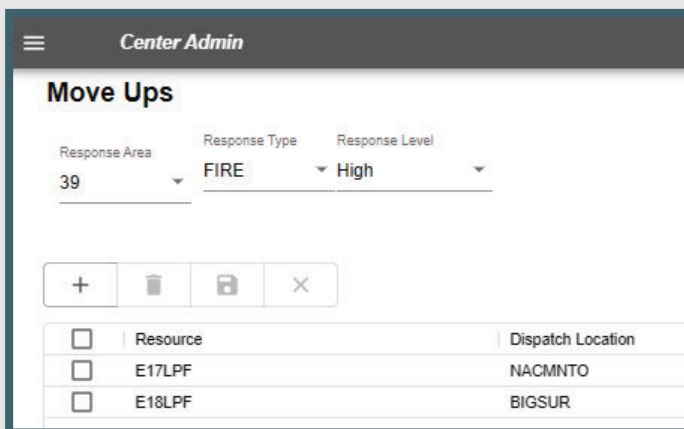 Center Admin
Move Ups
Response Area
Response Type
Response Level
39
FIRE
High
Resource
Dispatch Location
E17LPF
NACMNTO
E18LPF
BIGSUR